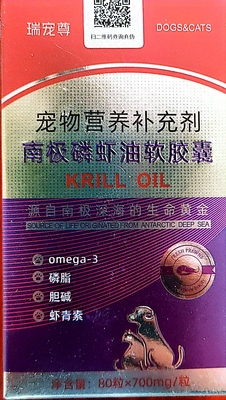 瑞宠尊
DOGS&CATS
扫二维码查询真伪
宠物营养补充剂
南极磷虾油软胶囊
KRILL OIL
源自南极深海的生命黄金
SOURCE OF LIFE ORIGINATED FROM ANTARCTIC DEEP SEA
omega-3
磷脂
胆碱
虾青素
净含量：80粒×700mg/粒